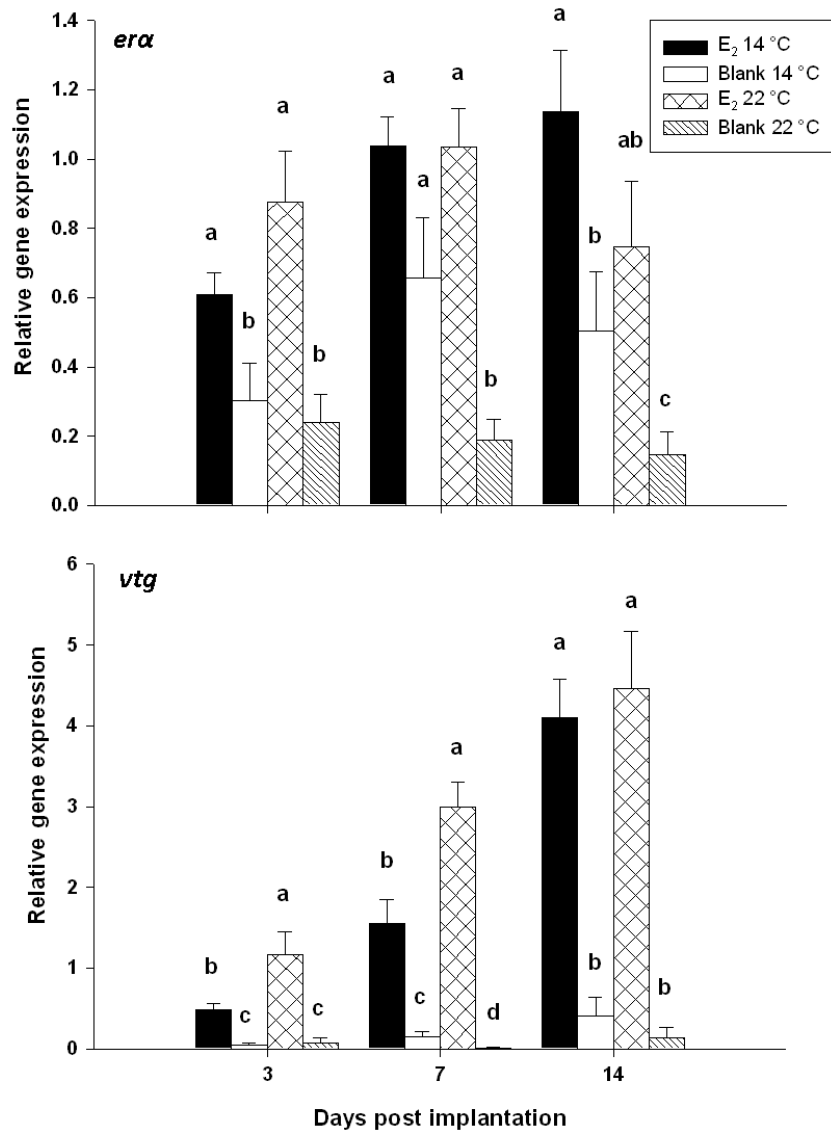 erα
E₂ 14 °C
Blank 14 °C
E₂ 22 °C
Blank 22 °C
Relative gene expression
1.4
1.2
1.0
0.8
0.6
0.4
0.2
0.0
a b a b
a a a b
a b ab c
vtg
Relative gene expression
6
5
4
3
2
1
0
b c a c
b c a d
a b a b
3 7 14
Days post implantation